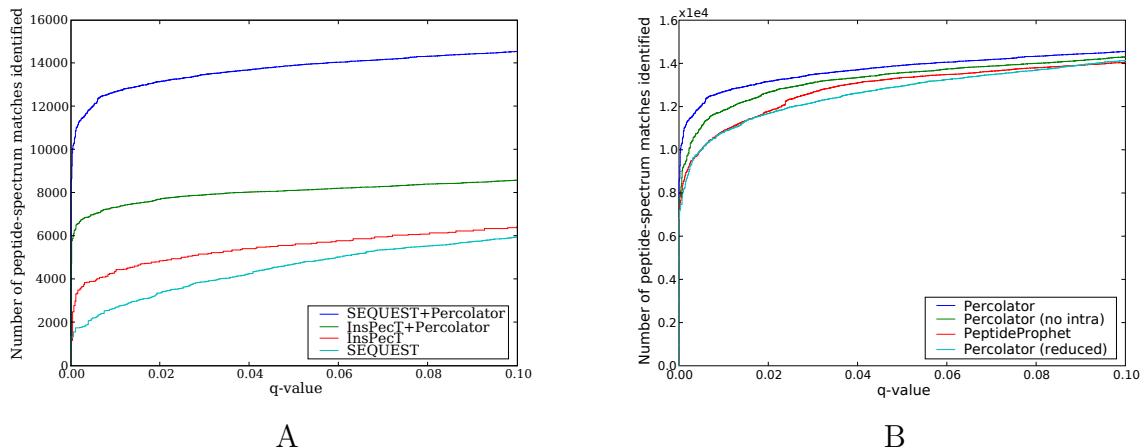 16000
14000
12000
10000
8000
6000
4000
2000
0
Number of peptide-spectrum matches identified
SEQUEST+Percolator
InsPecT+Percolator
InsPecT
SEQUEST
0.00 0.02 0.04 0.06 0.08 0.10
q-value
A
1.6 x1e4
1.4
1.2
1.0
0.8
0.6
0.4
0.2
0.0
Number of peptide-spectrum matches identified
Percolator
Percolator (no intra)
PeptideProphet
Percolator (reduced)
0.00 0.02 0.04 0.06 0.08 0.10
q-value
B